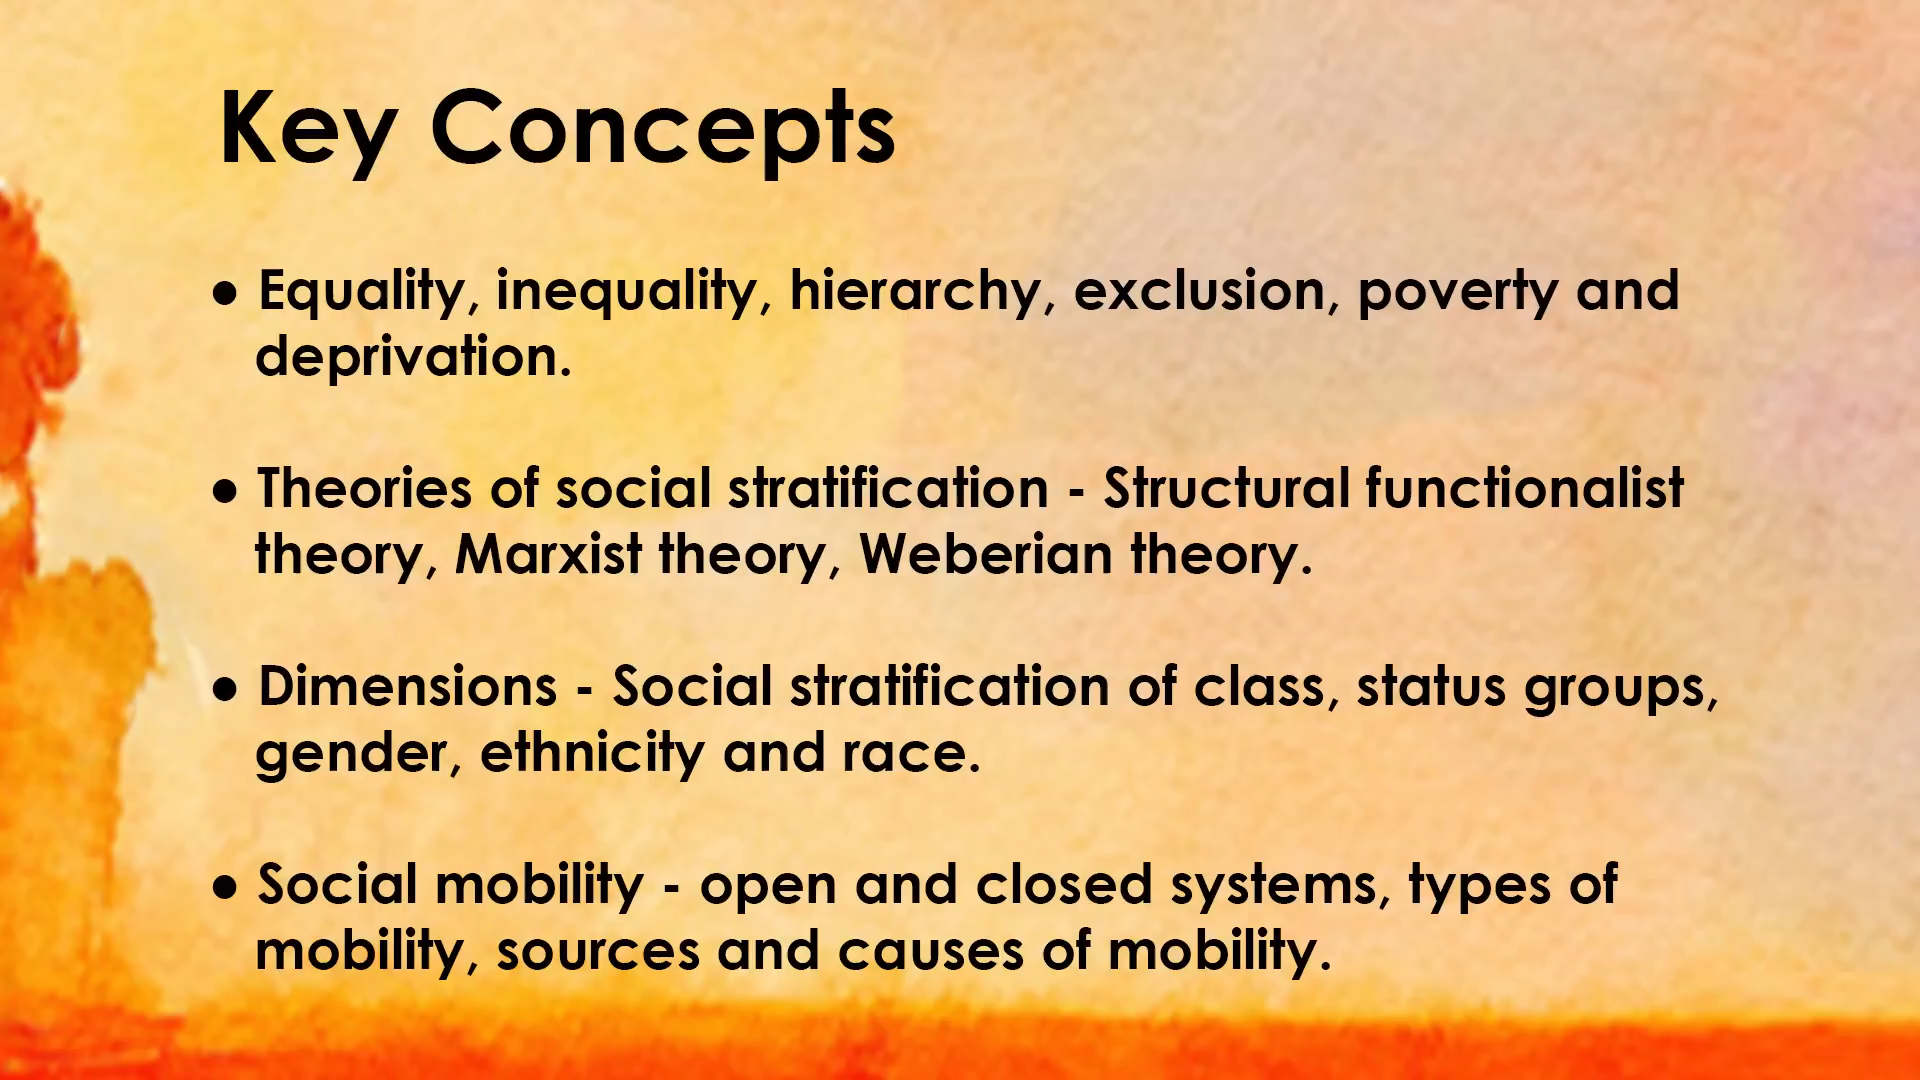 Key Concepts
● Equality, inequality, hierarchy, exclusion, poverty and
deprivation.
● Theories of social stratification - Structural functionalist
theory, Marxist theory, Weberian theory.
● Dimensions - Social stratification of class, status groups,
gender, ethnicity and race.
● Social mobility - open and closed systems, types of
mobility, sources and causes of mobility.